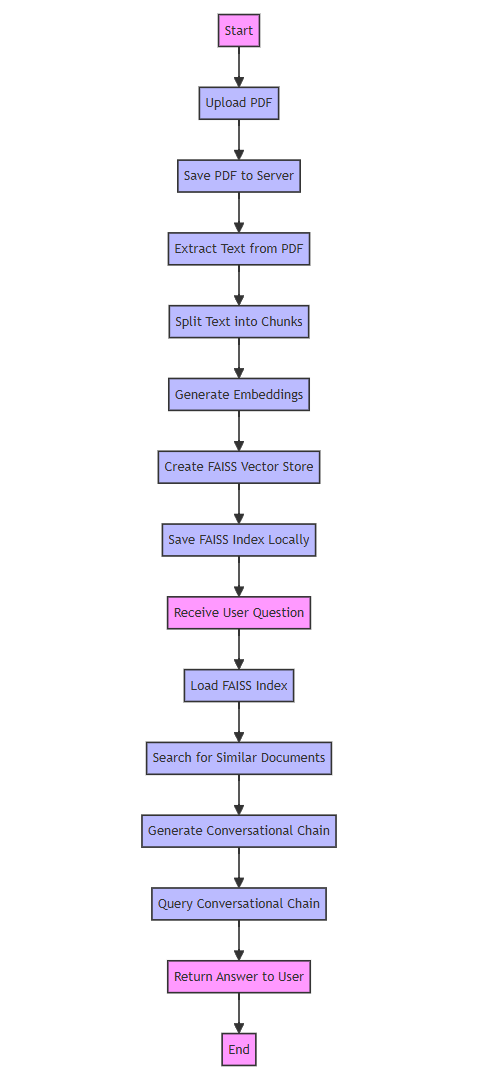 Start
Upload PDF
Save PDF to Server
Extract Text from PDF
Split Text into Chunks
Generate Embeddings
Create FAISS Vector Store
Save FAISS Index Locally
Receive User Question
Load FAISS Index
Search for Similar Documents
Generate Conversational Chain
Query Conversational Chain
Return Answer to User
End